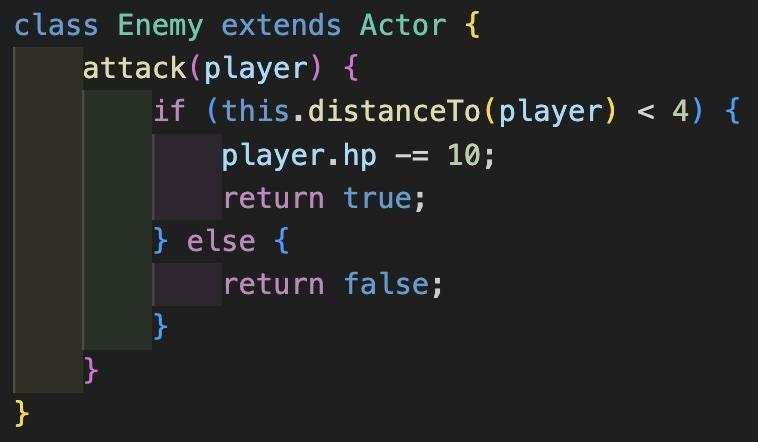 class Enemy extends Actor {
    attack(player) {
        if (this.distanceTo(player) < 4) {
            player.hp -= 10;
            return true;
        } else {
            return false;
        }
    }
}